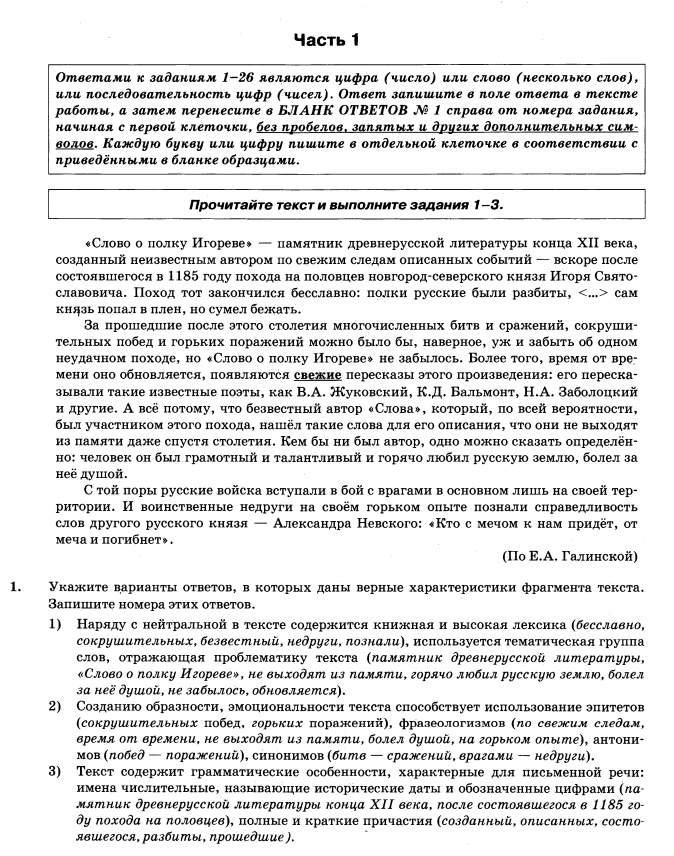 Часть 1
Ответами к заданиям 1–26 являются цифра (число) или слово (несколько слов),
или последовательность цифр (чисел). Ответ запишите в поле ответа в тексте
работы, а затем перенесите в БЛАНК ОТВЕТОВ № 1 справа от номера задания,
начиная с первой клеточки, без пробелов, запятых и других дополнительных сим-
волов. Каждую букву или цифру пишите в отдельной клеточке в соответствии с
приведёнными в бланке образцами.
Прочитайте текст и выполните задания 1–3.
«Слово о полку Игореве» — памятник древнерусской литературы конца XII века,
созданный неизвестным автором по свежим следам описанных событий — вскоре после
состоявшегося в 1185 году похода на половцев новгород-северского князя Игоря Свято-
славовича. Поход тот закончился бесславно: полки русские были разбиты, <...> сам
князь попал в плен, но сумел бежать.
За прошедшие после этого столетия многочисленных битв и сражений, сокруши-
тельных побед и горьких поражений можно было бы, наверное, уж и забыть об одном
неудачном походе, но «Слово о полку Игореве» не забылось. Более того, время от вре-
мени оно обновляется, появляются свежие пересказы этого произведения: его переска-
зывали такие известные поэты, как В.А. Жуковский, К.Д. Бальмонт, Н.А. Заболоцкий
и другие. А всё потому, что безвестный автор «Слова», который, по всей вероятности,
был участником этого похода, нашёл такие слова для его описания, что они не выходят
из памяти даже спустя столетия. Кем бы ни был автор, одно можно сказать определён-
но: человек он был грамотный и талантливый и горячо любил русскую землю, болел за
неё душой.
С той поры русские войска вступали в бой с врагами в основном лишь на своей тер-
ритории. И воинственные недруги на своём горьком опыте познали справедливость
слов другого русского князя — Александра Невского: «Кто с мечом к нам придёт, от
меча и погибнет».
(По Е.А. Галинской)
1. Укажите варианты ответов, в которых даны верные характеристики фрагмента текста.
Запишите номера этих ответов.
1) Наряду с нейтральной в тексте содержится книжная и высокая лексика (бесславно,
сокрушительных, безвестный, недруги, познали), используется тематическая группа
слов, отражающая проблематику текста (памятник древнерусской литературы,
«Слово о полку Игореве», не выходят из памяти, горячо любил русскую землю, болел
за неё душой, не забылось, обновляется).
2) Созданию образности, эмоциональности текста способствует использование эпитетов
(сокрушительных побед, горьких поражений), фразеологизмов (по свежим следам,
время от времени, не выходят из памяти, болел душой, на горьком опыте), антони-
мов (побед — поражений), синонимов (битв — сражений, врагами — недруги).
3) Текст содержит грамматические особенности, характерные для письменной речи:
имена числительные, называющие исторические даты и обозначенные цифрами (па-
мятник древнерусской литературы конца XII века, после состоявшегося в 1185 го-
ду похода на половцев), полные и краткие причастия (созданный, описанных, состо-
явшегося, разбиты, прошедшие).